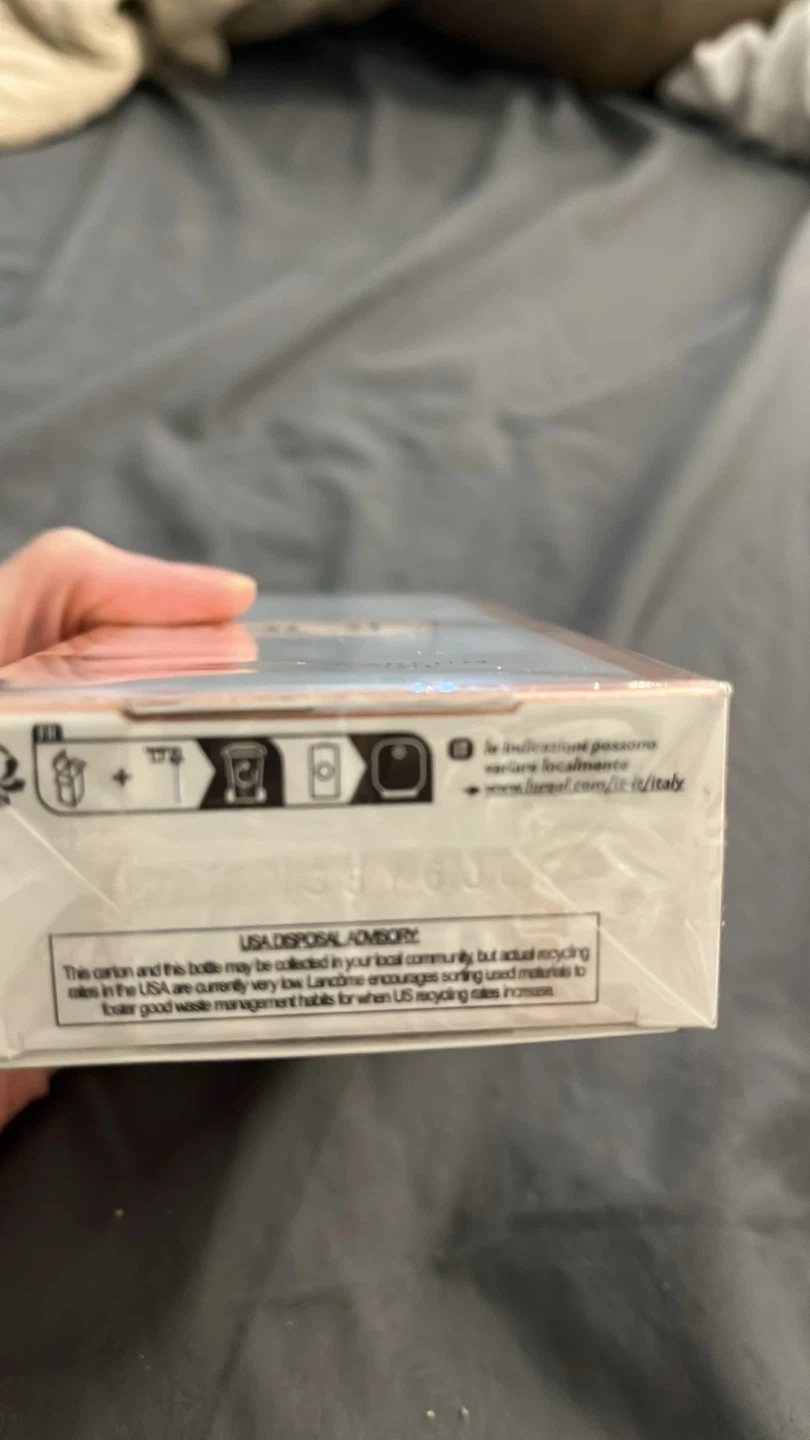 FR
le indicazioni possono
variare localmente
www.loreal.com/it-it/italy
USA DISPOSAL ADVISORY:
This carton and this bottle may be collected in your local community, but actual recycling
rates in the USA are currently very low. Lancôme encourages sorting used materials to
foster good waste management habits for when US recycling rates increase.